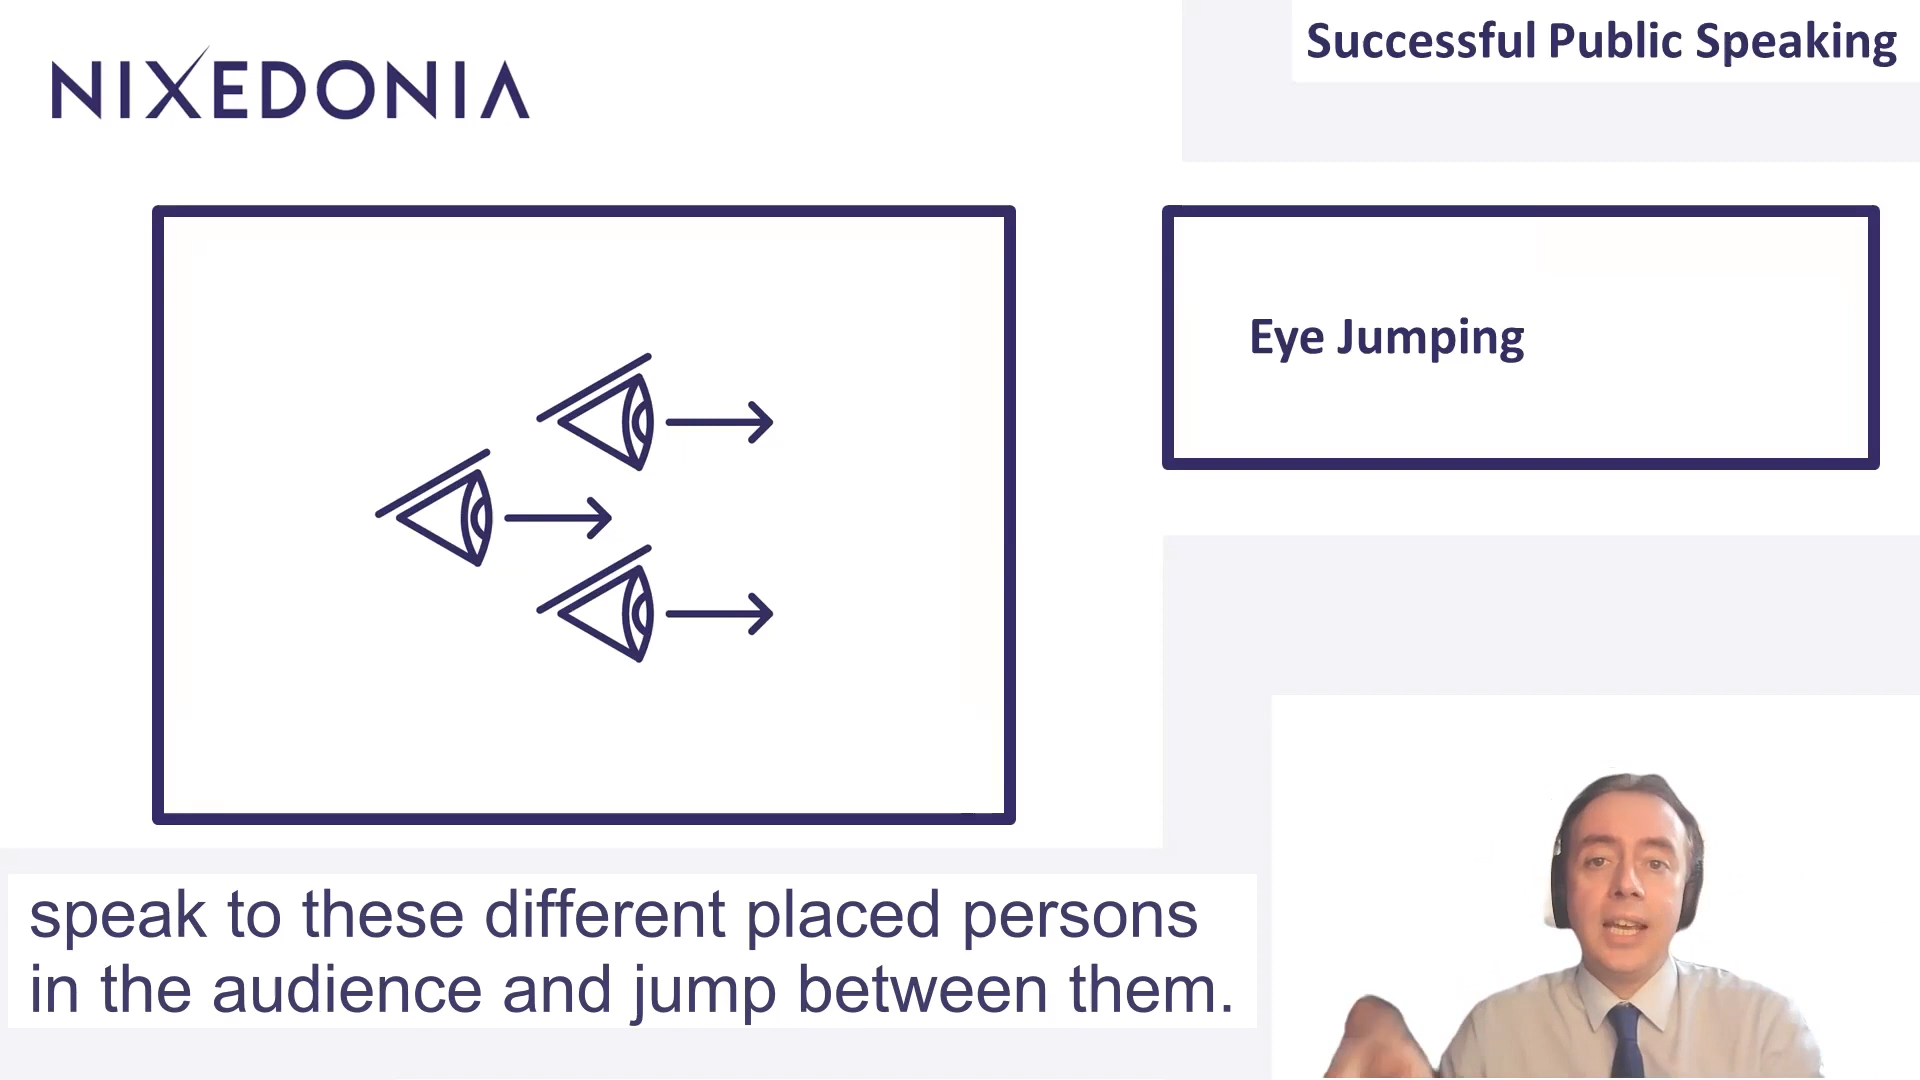 NIXEDONIA
Successful Public Speaking
Eye Jumping
speak to these different placed persons
in the audience and jump between them.